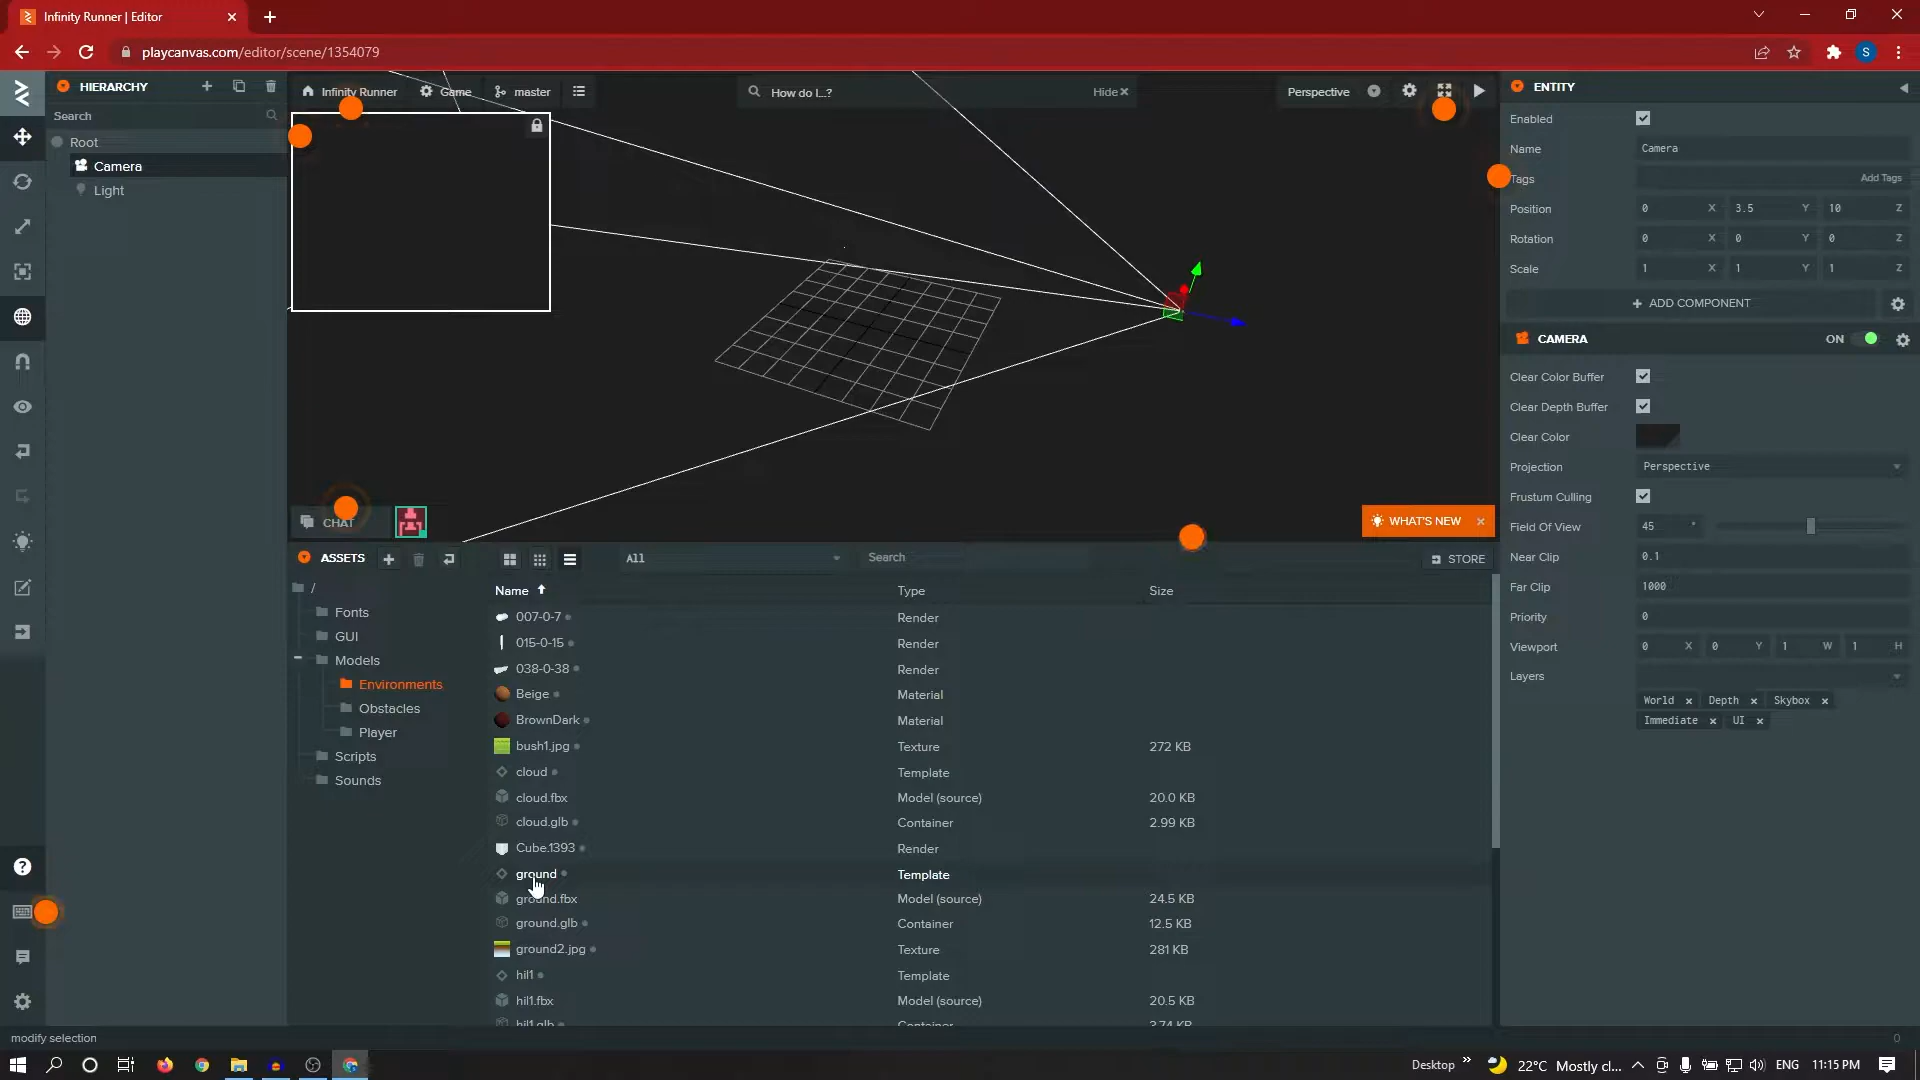 Infinity Runner | Editor
playcanvas.com/editor/scene/1354079
S
HIERARCHY
Search
Root
Camera
Light
Infinity Runner
Game
master
How do I...?
Hide
Perspective
CHAT
WHAT'S NEW
ASSETS
All
Search
STORE
/
Fonts
GUI
Models
Environments
Obstacles
Player
Scripts
Sounds
Name
Type
Size
007-0-7
Render
015-0-15
Render
038-0-38
Render
Beige
Material
BrownDark
Material
bush1.jpg
Texture
272 KB
cloud
Template
cloud.fbx
Model (source)
20.0 KB
cloud.glb
Container
2.99 KB
Cube.1393
Render
ground
Template
ground.fbx
Model (source)
24.5 KB
ground.glb
Container
12.5 KB
ground2.jpg
Texture
281 KB
hil1
Template
hil1.fbx
Model (source)
20.5 KB
hil1.glb
Container
3.74 KB
ENTITY
Enabled
Name
Camera
Tags
Add Tags
Position
0 X 3.5 Y 10 Z
Rotation
0 X 0 Y 0 Z
Scale
1 X 1 Y 1 Z
ADD COMPONENT
CAMERA
ON
Clear Color Buffer
Clear Depth Buffer
Clear Color
Projection
Perspective
Frustum Culling
Field Of View
45 °
Near Clip
0.1
Far Clip
1000
Priority
0
Viewport
0 X 0 Y 1 W 1 H
Layers
World
Depth
Skybox
Immediate
UI
modify selection
0
Desktop
22°C Mostly cl...
ENG
11:15 PM